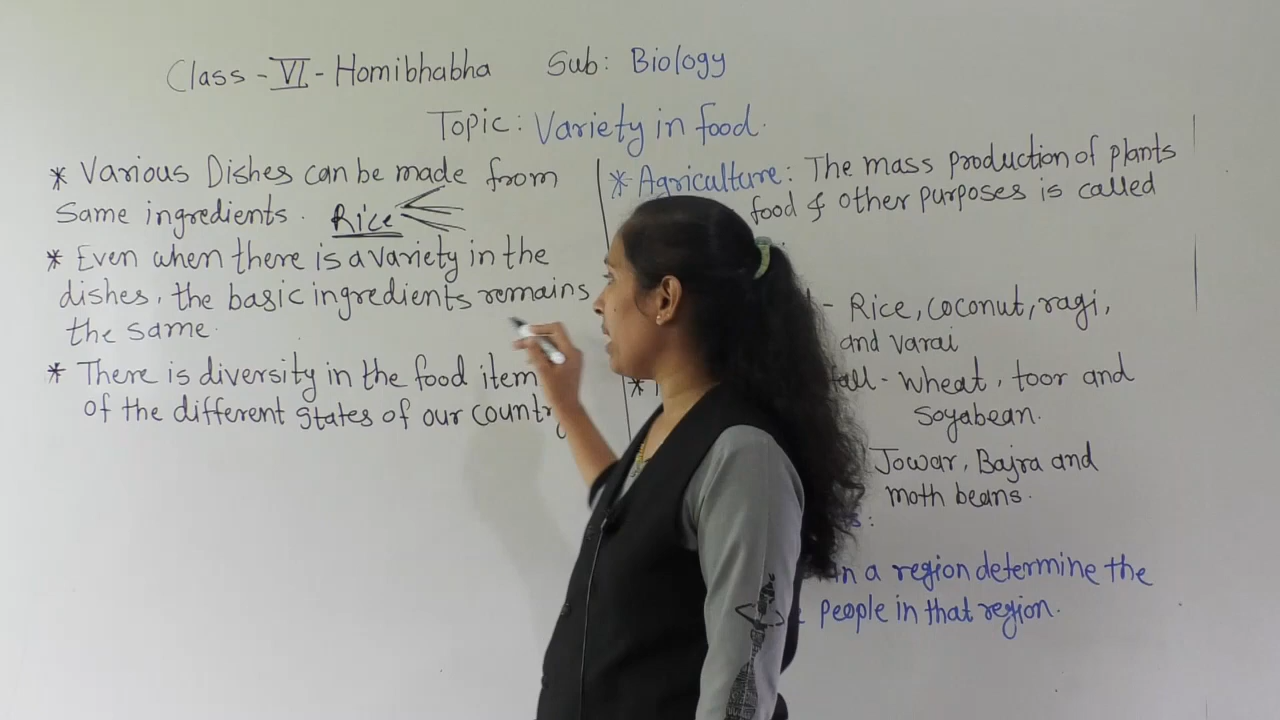 Class - VI - Homibhabha Sub: Biology
Topic: Variety in food.
* Various Dishes can be made from
Same ingredients. Rice
* Even when there is a variety in the
dishes, the basic ingredients remains
the same.
* There is diversity in the food item
of the different states of our country
* Agriculture: The mass production of plants
food & other purposes is called
- Rice, coconut, ragi,
and varai
* - wheat, toor and
soyabean.
Jowar, Bajra and
moth beans.
in a region determine the
people in that region.